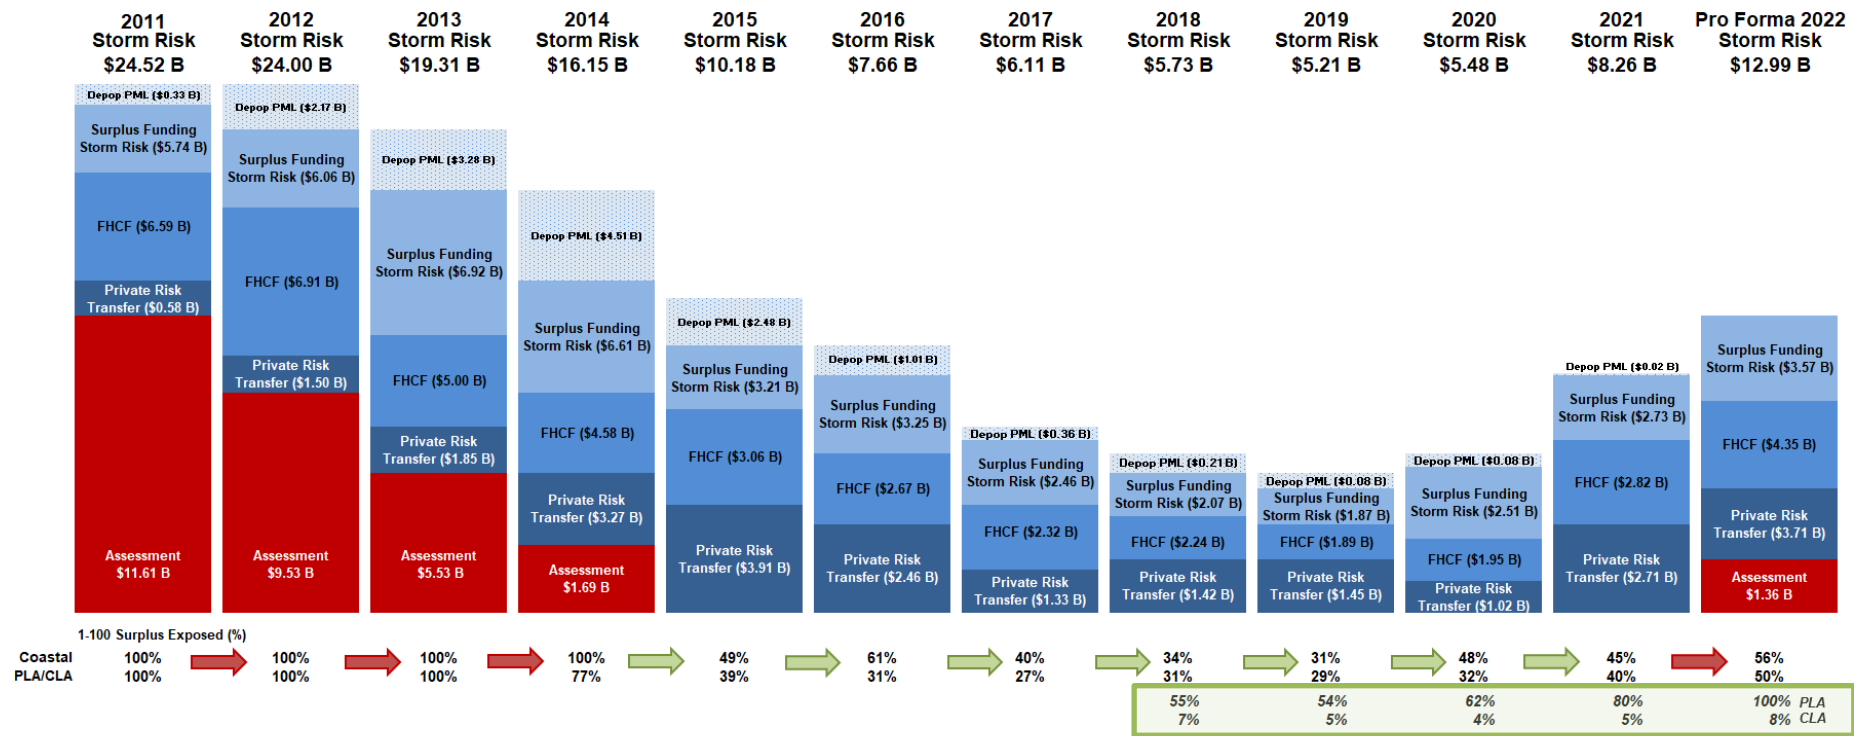 2011
Storm Risk
$24.52 B
2012
Storm Risk
$24.00 B
2013
Storm Risk
$19.31 B
2014
Storm Risk
$16.15 B
2015
Storm Risk
$10.18 B
2016
Storm Risk
$7.66 B
2017
Storm Risk
$6.11 B
2018
Storm Risk
$5.73 B
2019
Storm Risk
$5.21 B
2020
Storm Risk
$5.48 B
2021
Storm Risk
$8.26 B
Pro Forma 2022
Storm Risk
$12.99 B
Depop PML ($0.33 B)
Surplus Funding
Storm Risk ($5.74 B)
FHCF ($6.59 B)
Private Risk
Transfer ($0.58 B)
Assessment
$11.61 B
Depop PML ($2.17 B)
Surplus Funding
Storm Risk ($6.06 B)
FHCF ($6.91 B)
Private Risk
Transfer ($1.50 B)
Assessment
$9.53 B
Depop PML ($3.28 B)
Surplus Funding
Storm Risk ($6.92 B)
FHCF ($5.00 B)
Private Risk
Transfer ($1.85 B)
Assessment
$5.53 B
Depop PML ($4.51 B)
Surplus Funding
Storm Risk ($6.61 B)
FHCF ($4.58 B)
Private Risk
Transfer ($3.27 B)
Assessment
$1.69 B
Depop PML ($2.48 B)
Surplus Funding
Storm Risk ($3.21 B)
FHCF ($3.06 B)
Private Risk
Transfer ($3.91 B)
Depop PML ($1.01 B)
Surplus Funding
Storm Risk ($3.25 B)
FHCF ($2.67 B)
Private Risk
Transfer ($2.46 B)
Depop PML ($0.36 B)
Surplus Funding
Storm Risk ($2.46 B)
FHCF ($2.32 B)
Private Risk
Transfer ($1.33 B)
Depop PML ($0.21 B)
Surplus Funding
Storm Risk ($2.07 B)
FHCF ($2.24 B)
Private Risk
Transfer ($1.42 B)
Depop PML ($0.08 B)
Surplus Funding
Storm Risk ($1.87 B)
FHCF ($1.89 B)
Private Risk
Transfer ($1.45 B)
Depop PML ($0.08 B)
Surplus Funding
Storm Risk ($2.51 B)
FHCF ($1.95 B)
Private Risk
Transfer ($1.02 B)
Depop PML ($0.02 B)
Surplus Funding
Storm Risk ($2.73 B)
FHCF ($2.82 B)
Private Risk
Transfer ($2.71 B)
Surplus Funding
Storm Risk ($3.57 B)
FHCF ($4.35 B)
Private Risk
Transfer ($3.71 B)
Assessment
$1.36 B
1-100 Surplus Exposed (%)
Coastal 100% 100% 100% 100% 49% 61% 40% 34% 31% 48% 45% 56%
PLA/CLA 100% 100% 100% 77% 39% 31% 27% 31% 29% 32% 40% 50%
55% 54% 62% 80% 100% PLA
7% 5% 4% 5% 8% CLA